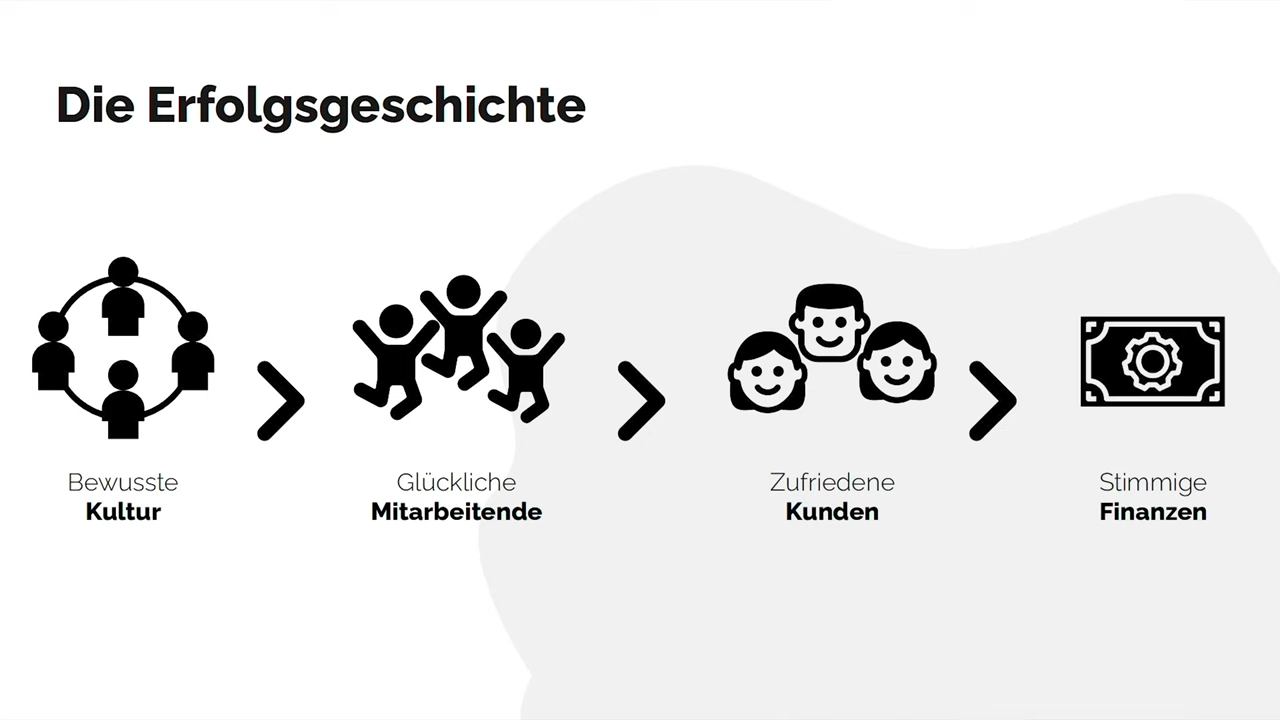 Die Erfolgsgeschichte
Bewusste
Kultur
Glückliche
Mitarbeitende
Zufriedene
Kunden
Stimmige
Finanzen